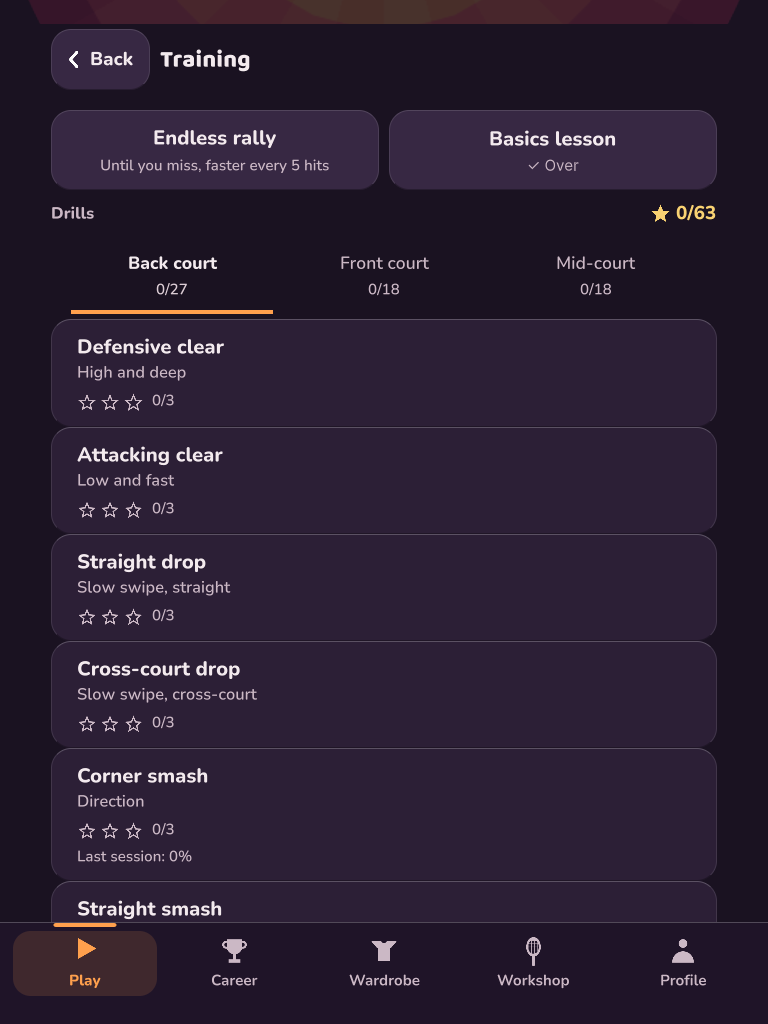 Back
Training
Endless rally
Until you miss, faster every 5 hits
Basics lesson
✓ Over
Drills
0/63
Back court
0/27
Front court
0/18
Mid-court
0/18
Defensive clear
High and deep
0/3
Attacking clear
Low and fast
0/3
Straight drop
Slow swipe, straight
0/3
Cross-court drop
Slow swipe, cross-court
0/3
Corner smash
Direction
0/3
Last session: 0%
Straight smash
Play
Career
Wardrobe
Workshop
Profile